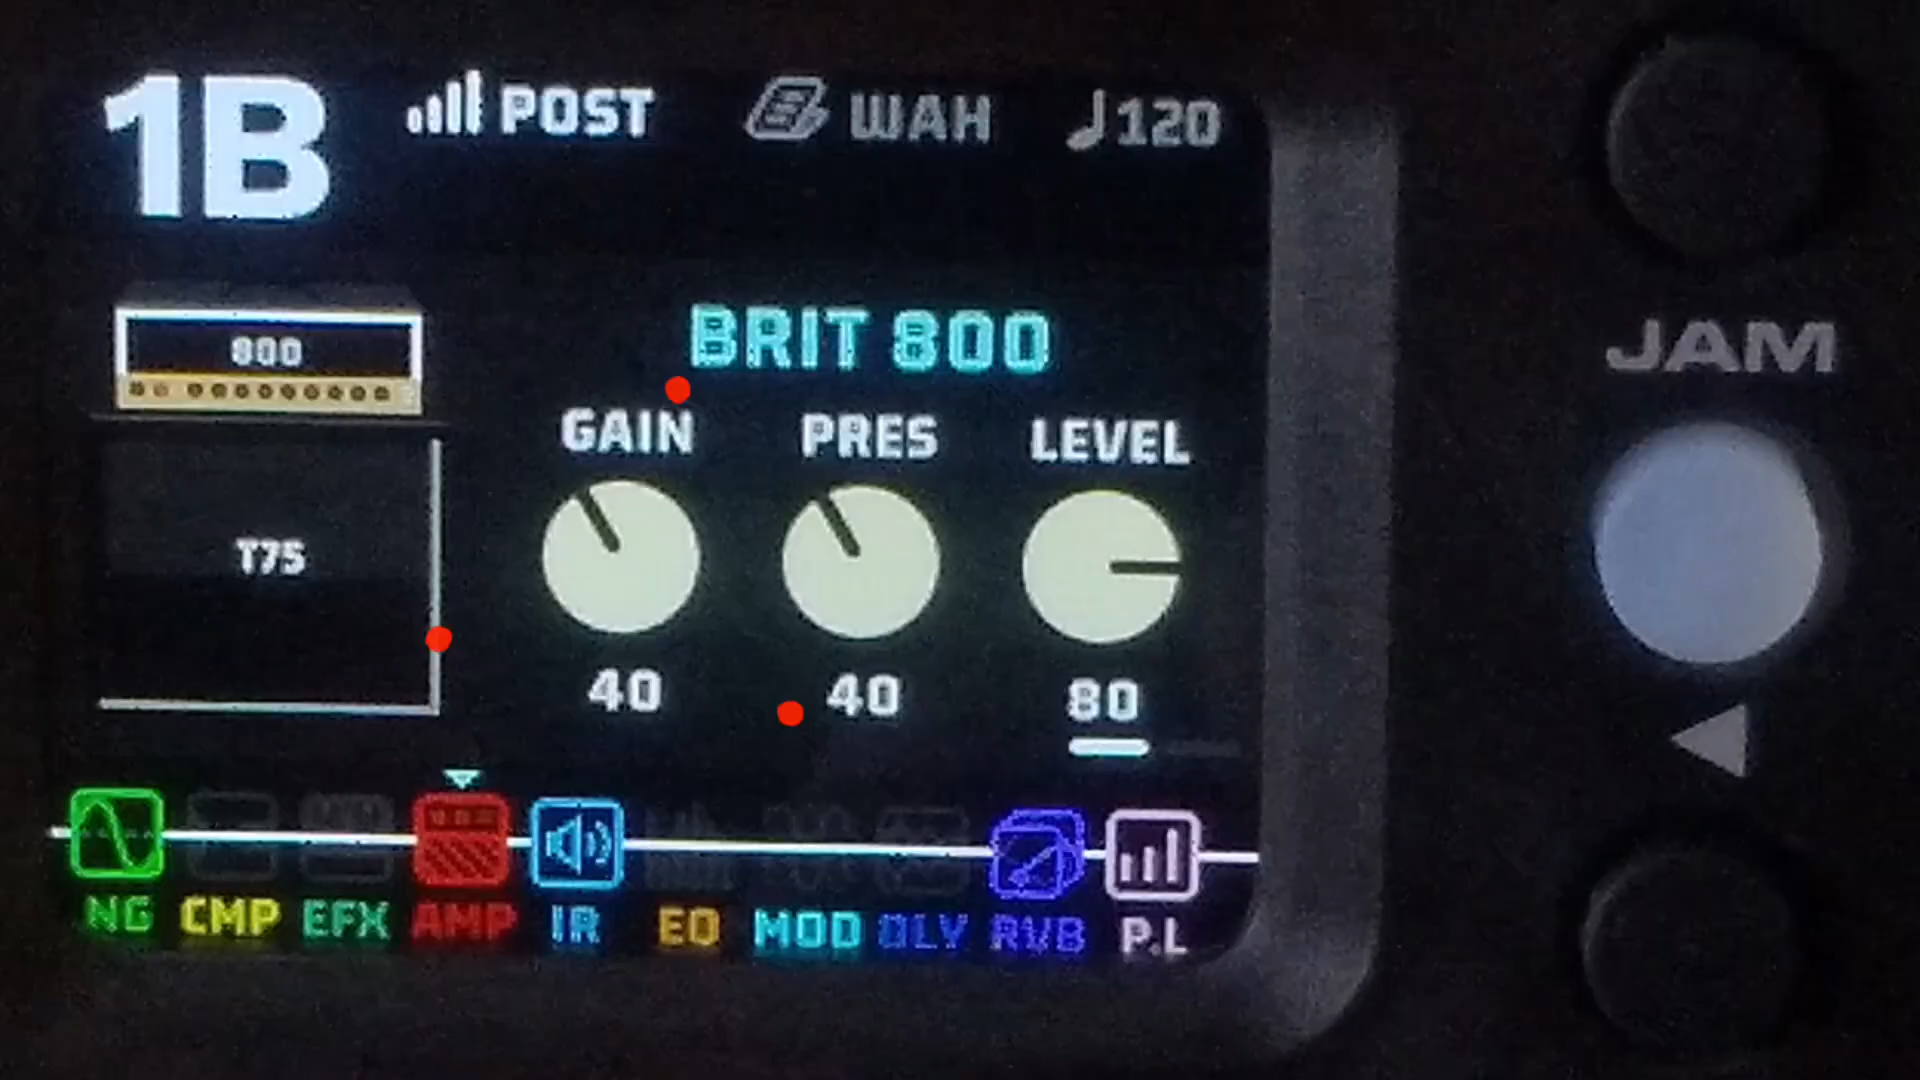 1B POST WAH 120
800
BRIT 800
JAM
GAIN PRES LEVEL
T75
40 40 80
NG CMP EFX AMP IR EQ MOD DLY RVB P.L